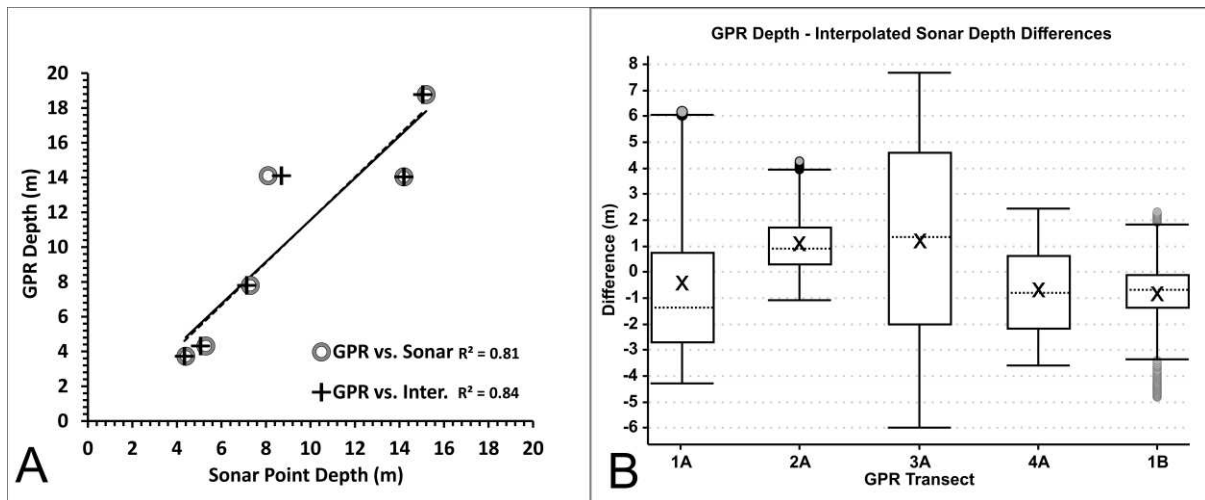 20
18
16
14
12
10
8
6
4
2
0
GPR Depth (m)
GPR vs. Sonar R² = 0.81
GPR vs. Inter. R² = 0.84
0 2 4 6 8 10 12 14 16 18 20
Sonar Point Depth (m)
A
GPR Depth - Interpolated Sonar Depth Differences
8
7
6
5
4
3
2
1
0
-1
-2
-3
-4
-5
-6
Difference (m)
X X X X X
1A 2A 3A 4A 1B
GPR Transect
B